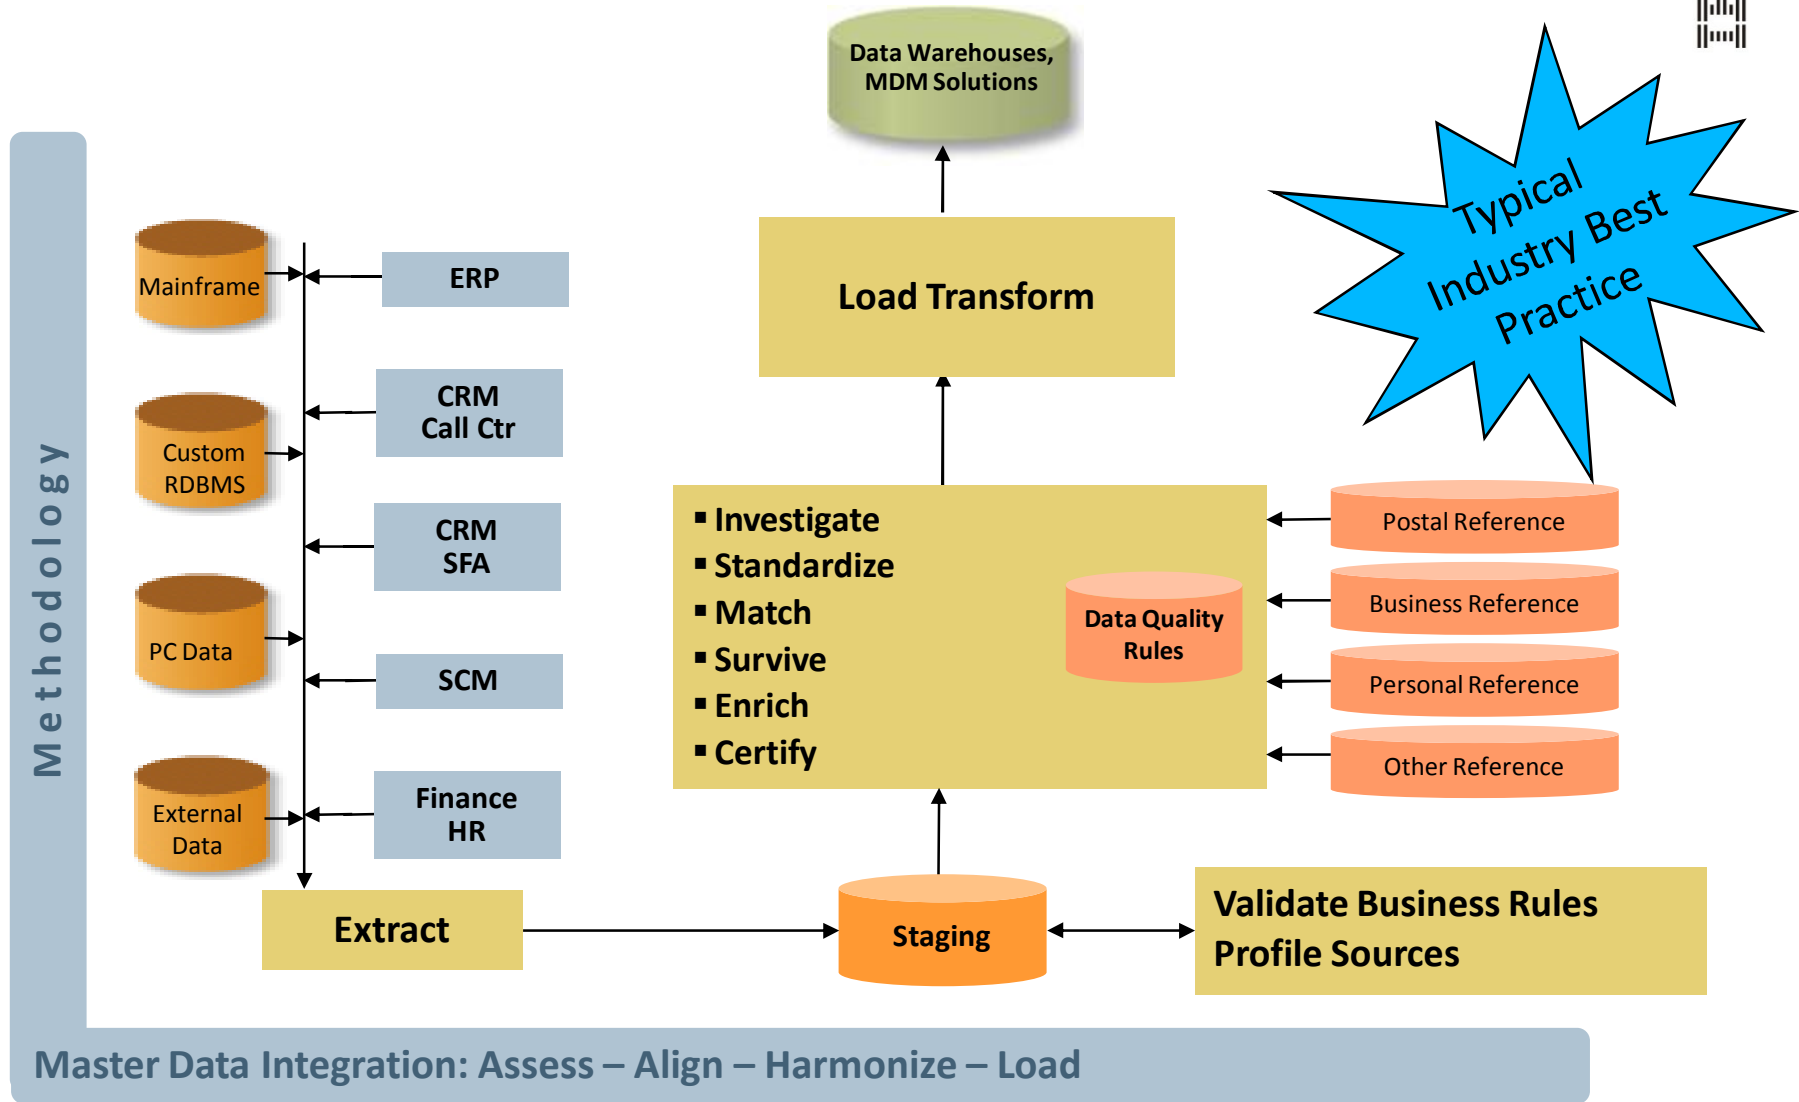 Data Warehouses,
MDM Solutions
Typical
Industry Best
Practice
Methodology
Mainframe
ERP
Load Transform
CRM
Call Ctr
Custom
RDBMS
CRM
SFA
PC Data
SCM
External
Data
Finance
HR
▪ Investigate
▪ Standardize
▪ Match
▪ Survive
▪ Enrich
▪ Certify
Data Quality
Rules
Postal Reference
Business Reference
Personal Reference
Other Reference
Extract
Staging
Validate Business Rules
Profile Sources
Master Data Integration: Assess – Align – Harmonize – Load